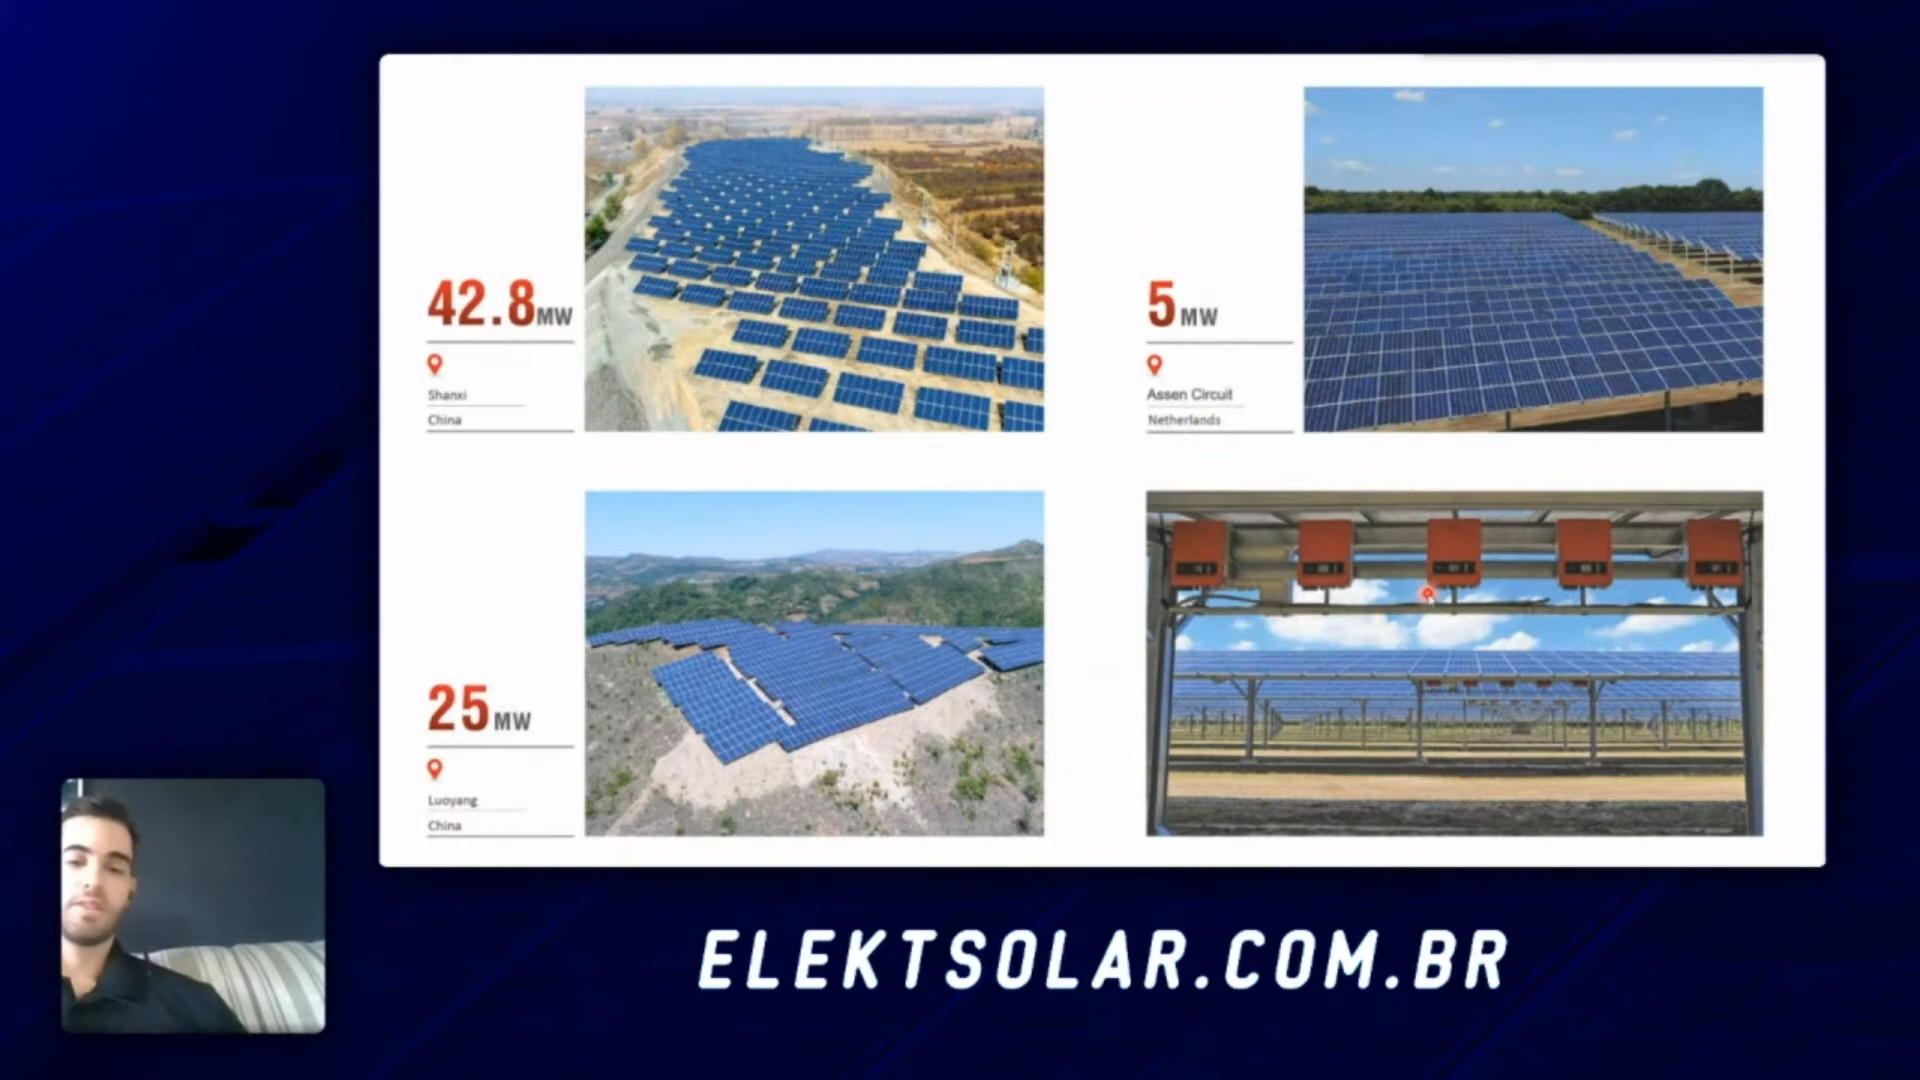 42.8MW
Shanxi
China
5MW
Assen Circuit
Netherlands
25MW
Luoyang
China
ELEKTSOLAR.COM.BR